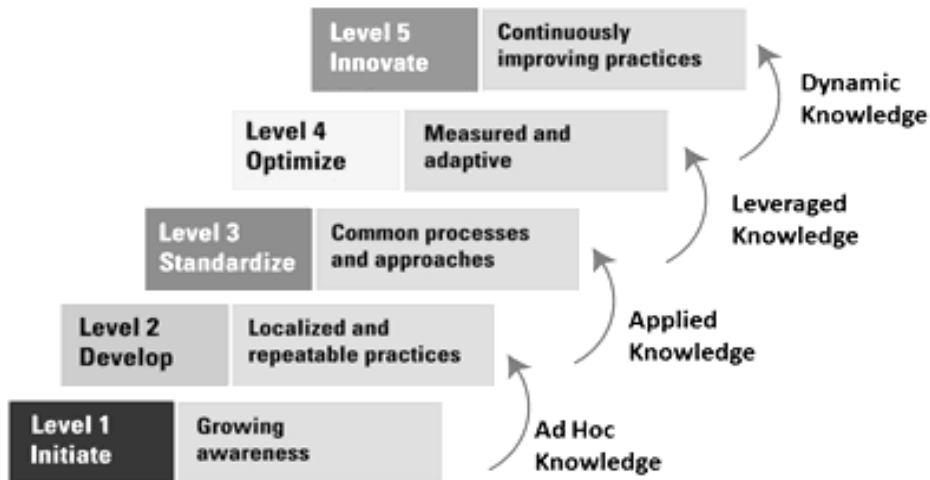 Level 5
Innovate
Continuously
improving practices
Dynamic
Knowledge
Level 4
Optimize
Measured and
adaptive
Leveraged
Knowledge
Level 3
Standardize
Common processes
and approaches
Applied
Knowledge
Level 2
Develop
Localized and
repeatable practices
Ad Hoc
Knowledge
Level 1
Initiate
Growing
awareness